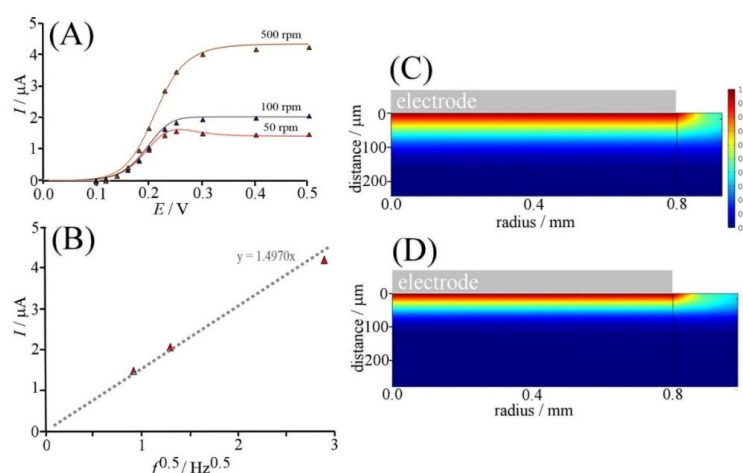 (A)
500 rpm
100 rpm
50 rpm
I / μA
5
4
3
2
1
0
0.0
0.1
0.2
0.3
0.4
0.5
E / V
(B)
y = 1.4970x
I / μA
5
4
3
2
1
0
0
1
2
3
f^0.5 / Hz^0.5
(C)
electrode
distance / μm
0
100
200
0.0
0.4
0.8
radius / mm
(D)
electrode
distance / μm
0
100
200
0.0
0.4
0.8
radius / mm